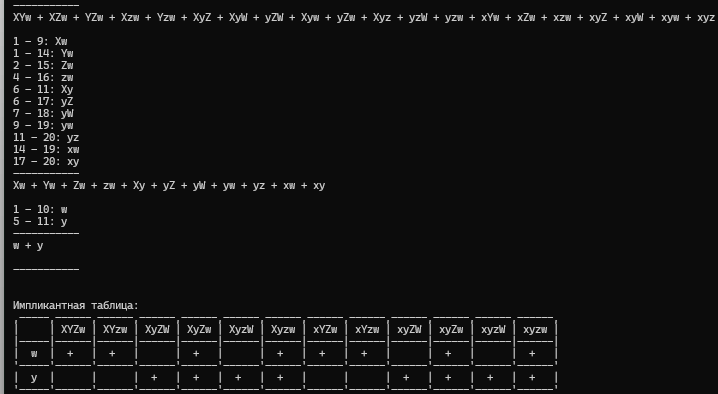 -----------
XYw + XZw + YZw + Xzw + Yzw + XyZ + XyW + yZW + Xyw + yZw + Xyz + yzW + yzw + xYw + xZw + xzw + xyZ + xyW + xyw + xyz
1 - 9: Xw
1 - 14: Yw
2 - 15: Zw
4 - 16: zw
6 - 11: Xy
6 - 17: yZ
7 - 18: yW
9 - 19: yw
11 - 20: yz
14 - 19: xw
17 - 20: xy
-----------
Xw + Yw + Zw + zw + Xy + yZ + yW + yw + yz + xw + xy
1 - 10: w
5 - 11: y
-----------
w + y
-----------
Импликантная таблица:
| | XYZw | XYzw | XyZW | XyZw | XyzW | Xyzw | xYZw | xYzw | xyZW | xyZw | xyzW | xyzw |
| w | + | + | | + | | + | + | + | | + | | + |
| y | | | + | + | + | + | | | + | + | + | + |